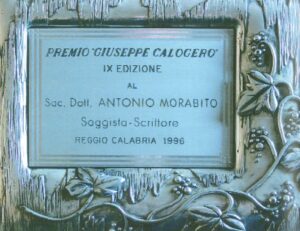 PREMIO "GIUSEPPE CALOGERO"
IX EDIZIONE
AL
Sac. Dott. ANTONIO MORABITO
Saggista-Scrittore
REGGIO CALABRIA 1996